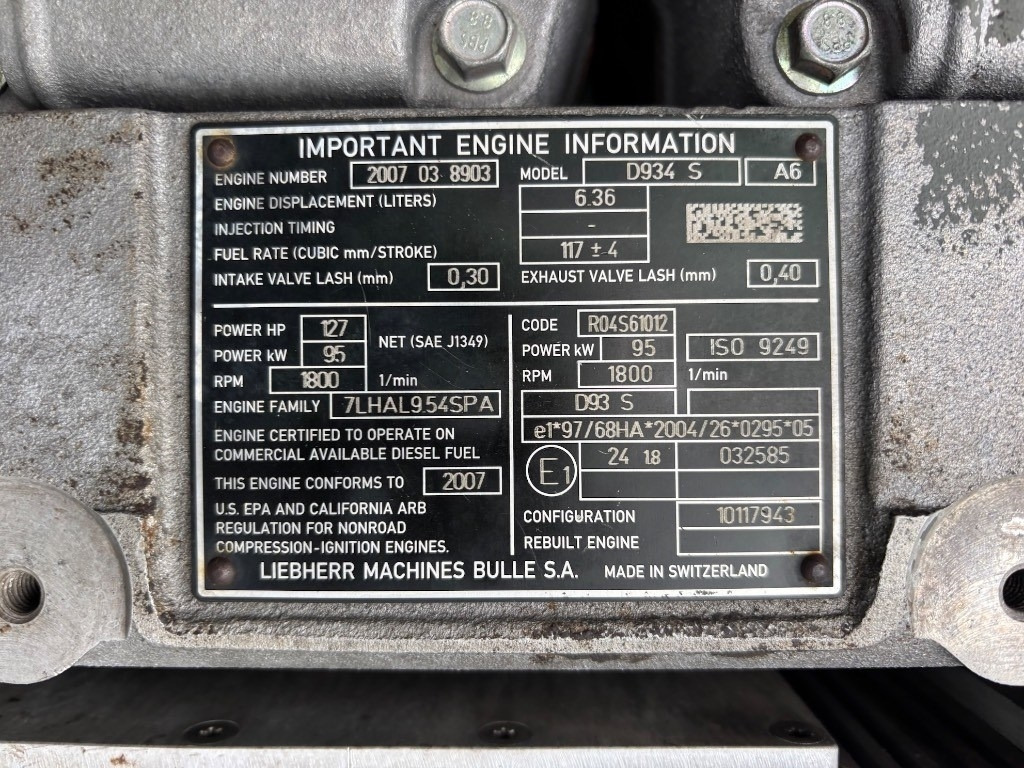 IMPORTANT ENGINE INFORMATION
ENGINE NUMBER 2007 03 8903 MODEL D934 S A6
ENGINE DISPLACEMENT (LITERS) 6.36
INJECTION TIMING -
FUEL RATE (CUBIC mm/STROKE) 117 ± 4
INTAKE VALVE LASH (mm) 0,30 EXHAUST VALVE LASH (mm) 0,40
POWER HP 127
POWER kW 95
NET (SAE J1349)
RPM 1800 1/min
ENGINE FAMILY 7LHAL9.54SPA
ENGINE CERTIFIED TO OPERATE ON
COMMERCIAL AVAILABLE DIESEL FUEL
THIS ENGINE CONFORMS TO 2007
U.S. EPA AND CALIFORNIA ARB
REGULATION FOR NONROAD
COMPRESSION-IGNITION ENGINES.
CODE R04S61012
POWER kW 95 ISO 9249
RPM 1800 1/min
D93 S
e1*97/68HA*2004/26*0295*05
E1 24 18 032585
CONFIGURATION 10117943
REBUILT ENGINE
LIEBHERR MACHINES BULLE S.A. MADE IN SWITZERLAND